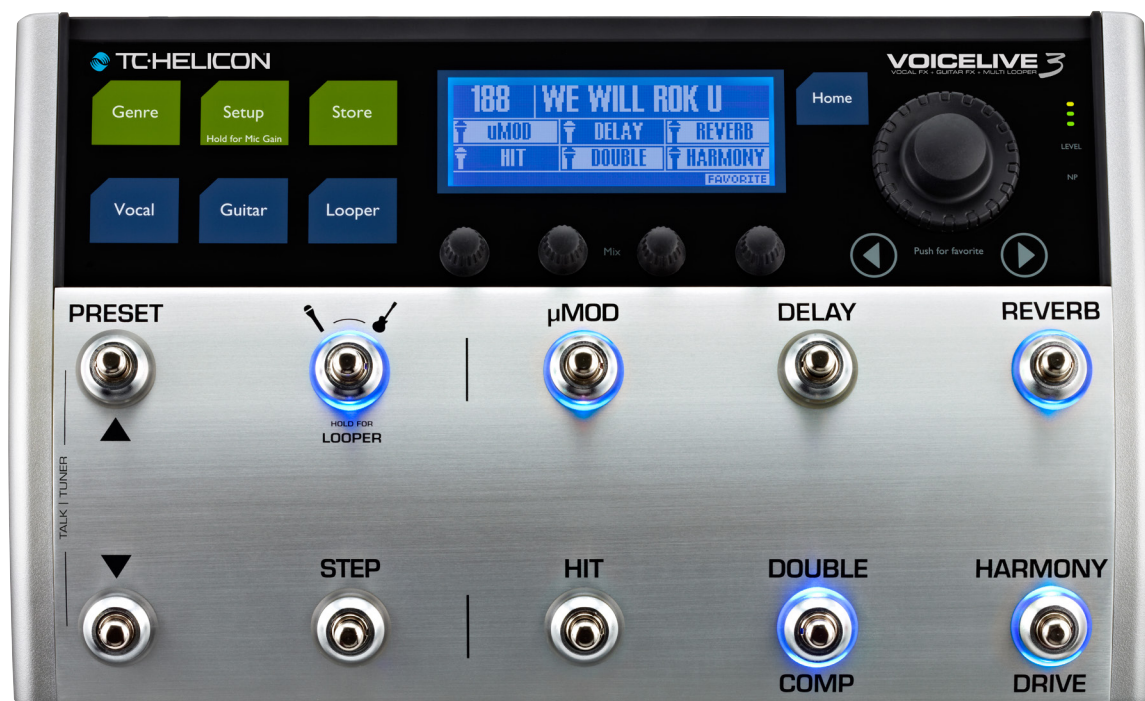 TC·HELICON
VOICELIVE 3
VOCAL FX • GUITAR FX • MULTI LOOPER
Genre
Setup
Hold for Mic Gain
Store
188 WE WILL ROK U
uMOD DELAY REVERB
HIT DOUBLE HARMONY
FAVORITE
Home
LEVEL
Vocal
Guitar
Looper
Mix
Push for favorite
PRESET
µMOD
DELAY
REVERB
HOLD FOR
LOOPER
TALK | TUNER
STEP
HIT
DOUBLE
HARMONY
COMP
DRIVE